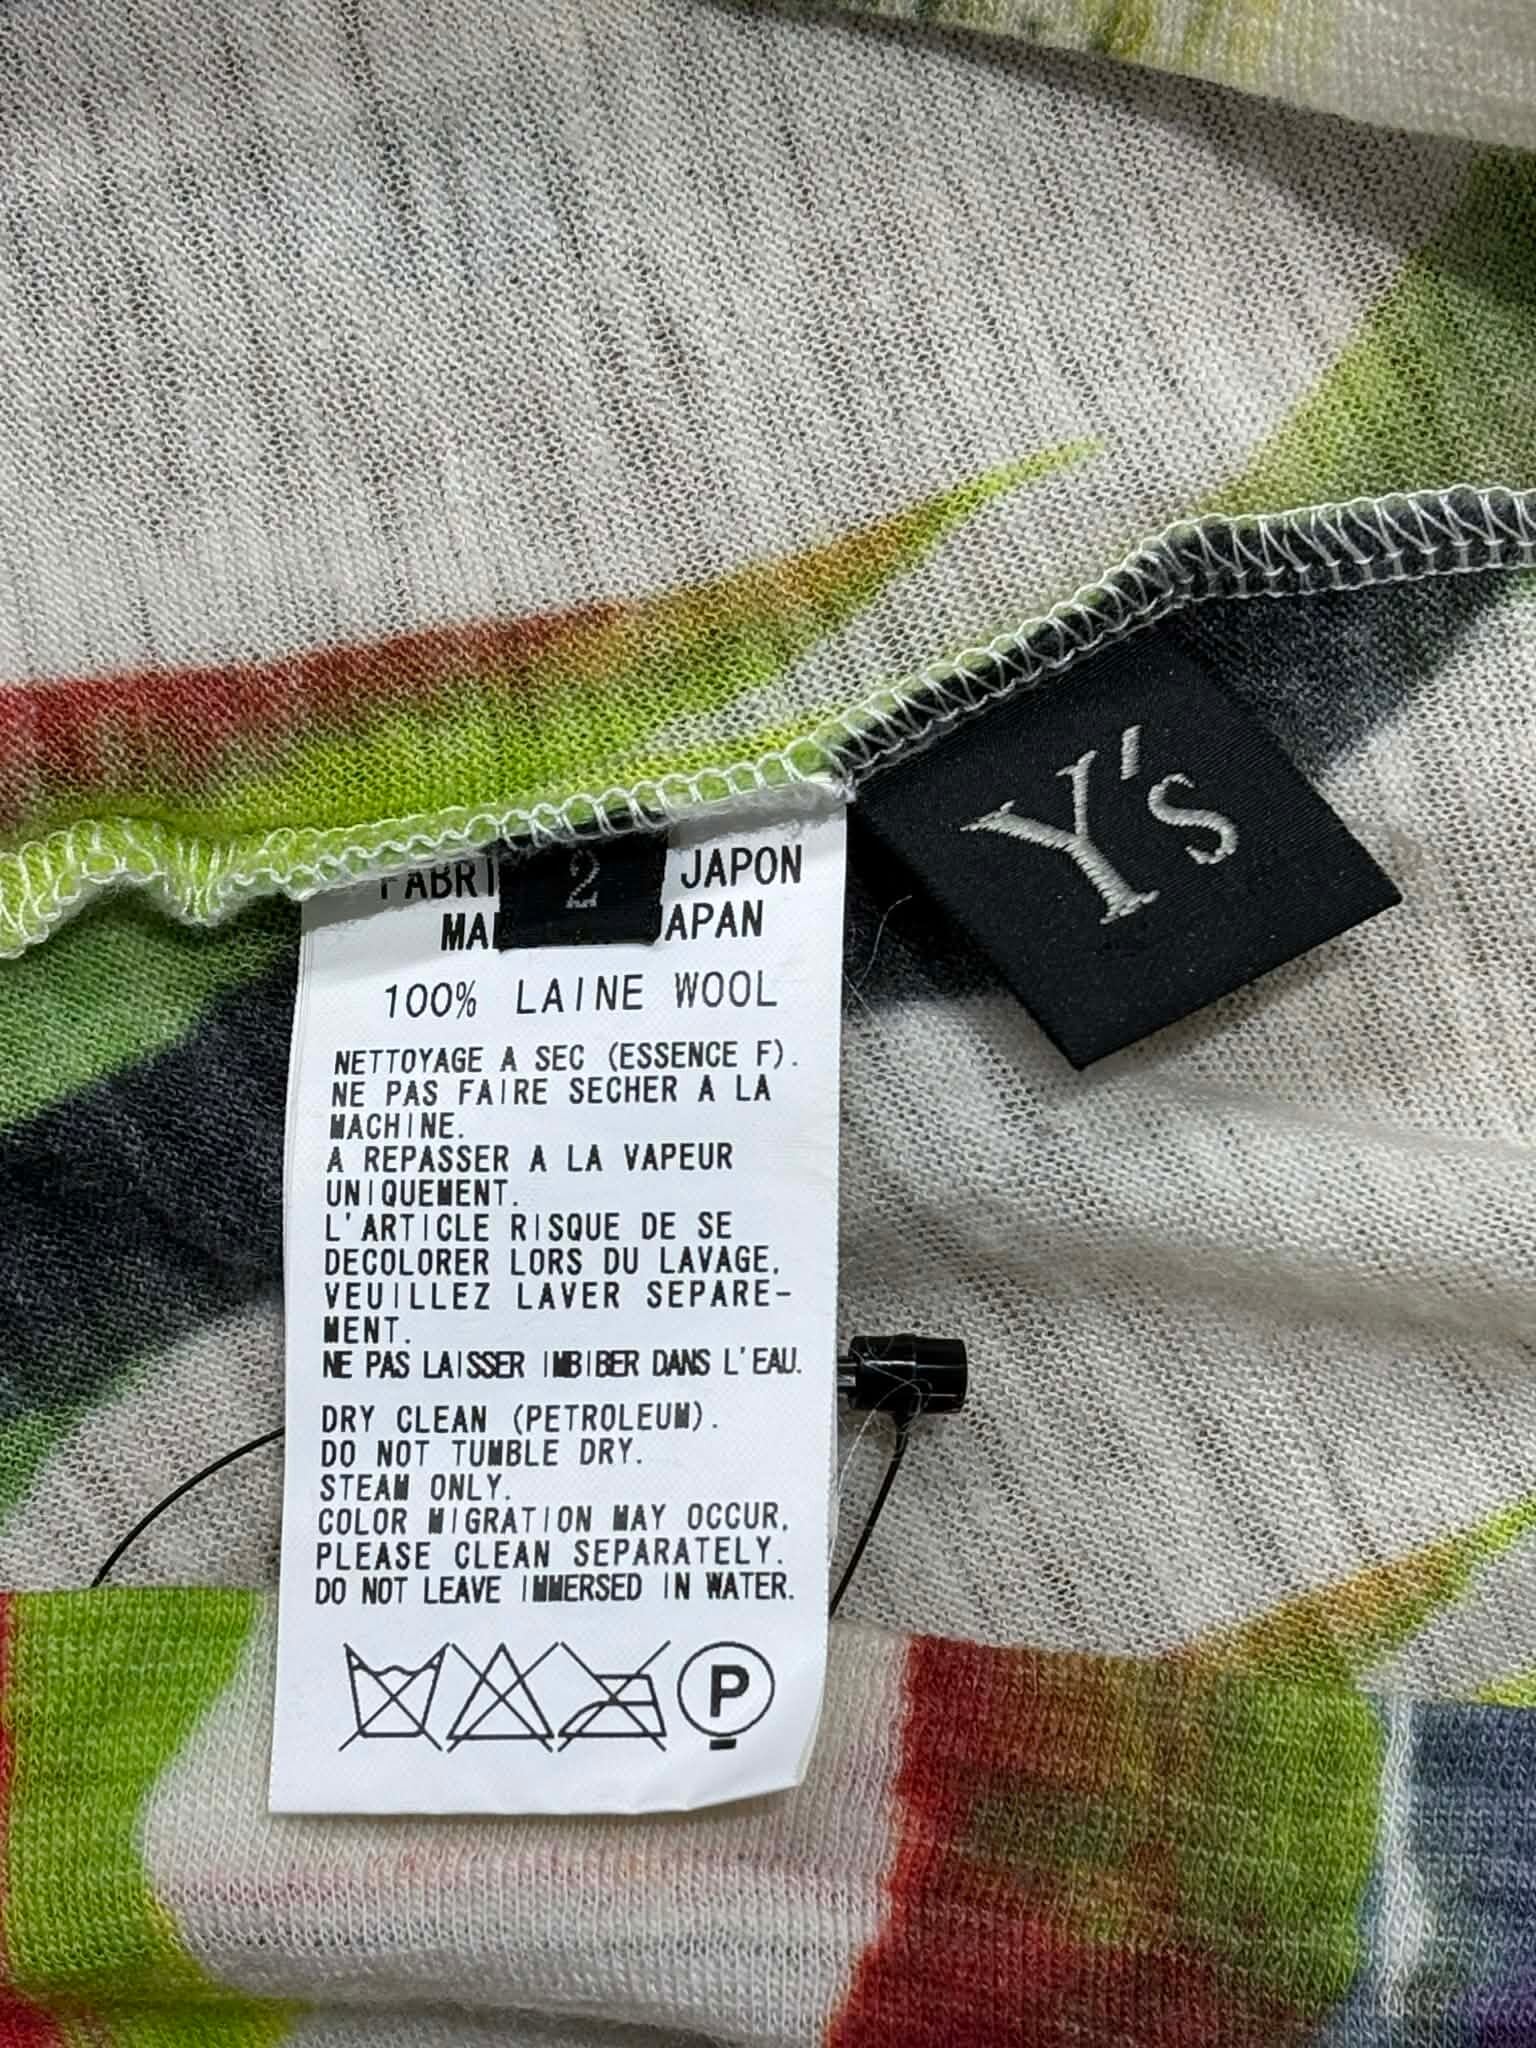 Y's
2
JAPON
100% LAINE WOOL
NETTOYAGE A SEC (ESSENCE F).
NE PAS FAIRE SECHER A LA
MACHINE.
A REPASSER A LA VAPEUR
UNIQUEMENT.
L'ARTICLE RISQUE DE SE
DECOLORER LORS DU LAVAGE,
VEUILLEZ LAVER SEPARE-
MENT.
NE PAS LAISSER IMBIBER DANS L'EAU.
DRY CLEAN (PETROLEUM).
DO NOT TUMBLE DRY.
STEAM ONLY.
COLOR MIGRATION MAY OCCUR,
PLEASE CLEAN SEPARATELY.
DO NOT LEAVE IMMERSED IN WATER.
P